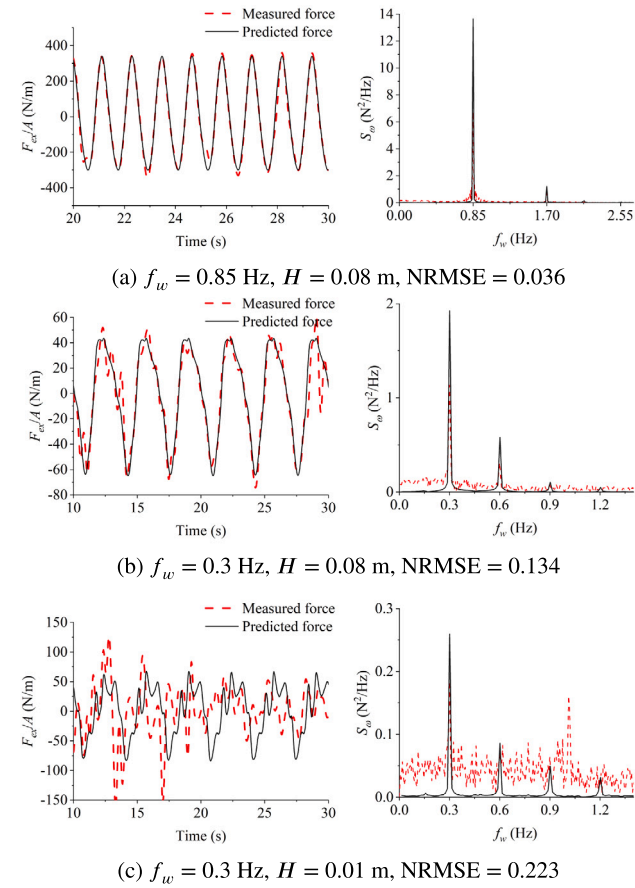 Measured force
Predicted force
400
200
0
-200
-400
F_ex/A (N/m)
20 22 24 26 28 30
Time (s)
14
12
10
8
6
4
2
0
S_ω (N²/Hz)
0.00 0.85 1.70 2.55
f_w (Hz)
(a) f_w = 0.85 Hz, H = 0.08 m, NRMSE = 0.036
Measured force
Predicted force
60
40
20
0
-20
-40
-60
-80
F_ex/A (N/m)
10 15 20 25 30
Time (s)
2
1
0
S_ω (N²/Hz)
0.0 0.3 0.6 0.9 1.2
f_w (Hz)
(b) f_w = 0.3 Hz, H = 0.08 m, NRMSE = 0.134
Measured force
Predicted force
150
100
50
0
-50
-100
-150
F_ex/A (N/m)
10 15 20 25 30
Time (s)
0.3
0.2
0.1
0.0
S_ω (N²/Hz)
0.0 0.3 0.6 0.9 1.2
f_w (Hz)
(c) f_w = 0.3 Hz, H = 0.01 m, NRMSE = 0.223